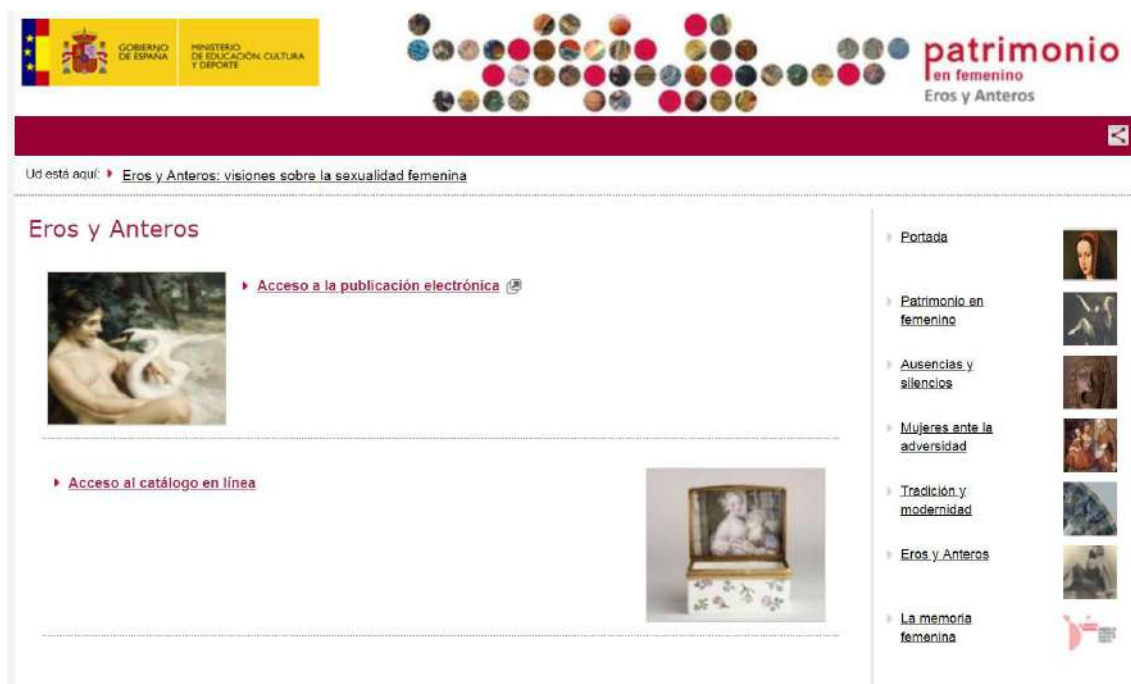 GOBIERNO
DE ESPAÑA
MINISTERIO
DE EDUCACIÓN, CULTURA
Y DEPORTE
patrimonio
en femenino
Eros y Anteros
Ud está aquí:
Eros y Anteros: visiones sobre la sexualidad femenina
Eros y Anteros
Acceso a la publicación electrónica
Acceso al catálogo en línea
Portada
Patrimonio en
femenino
Ausencias y
silencios
Mujeres ante la
adversidad
Tradición y
modernidad
Eros y Anteros
La memoria
femenina